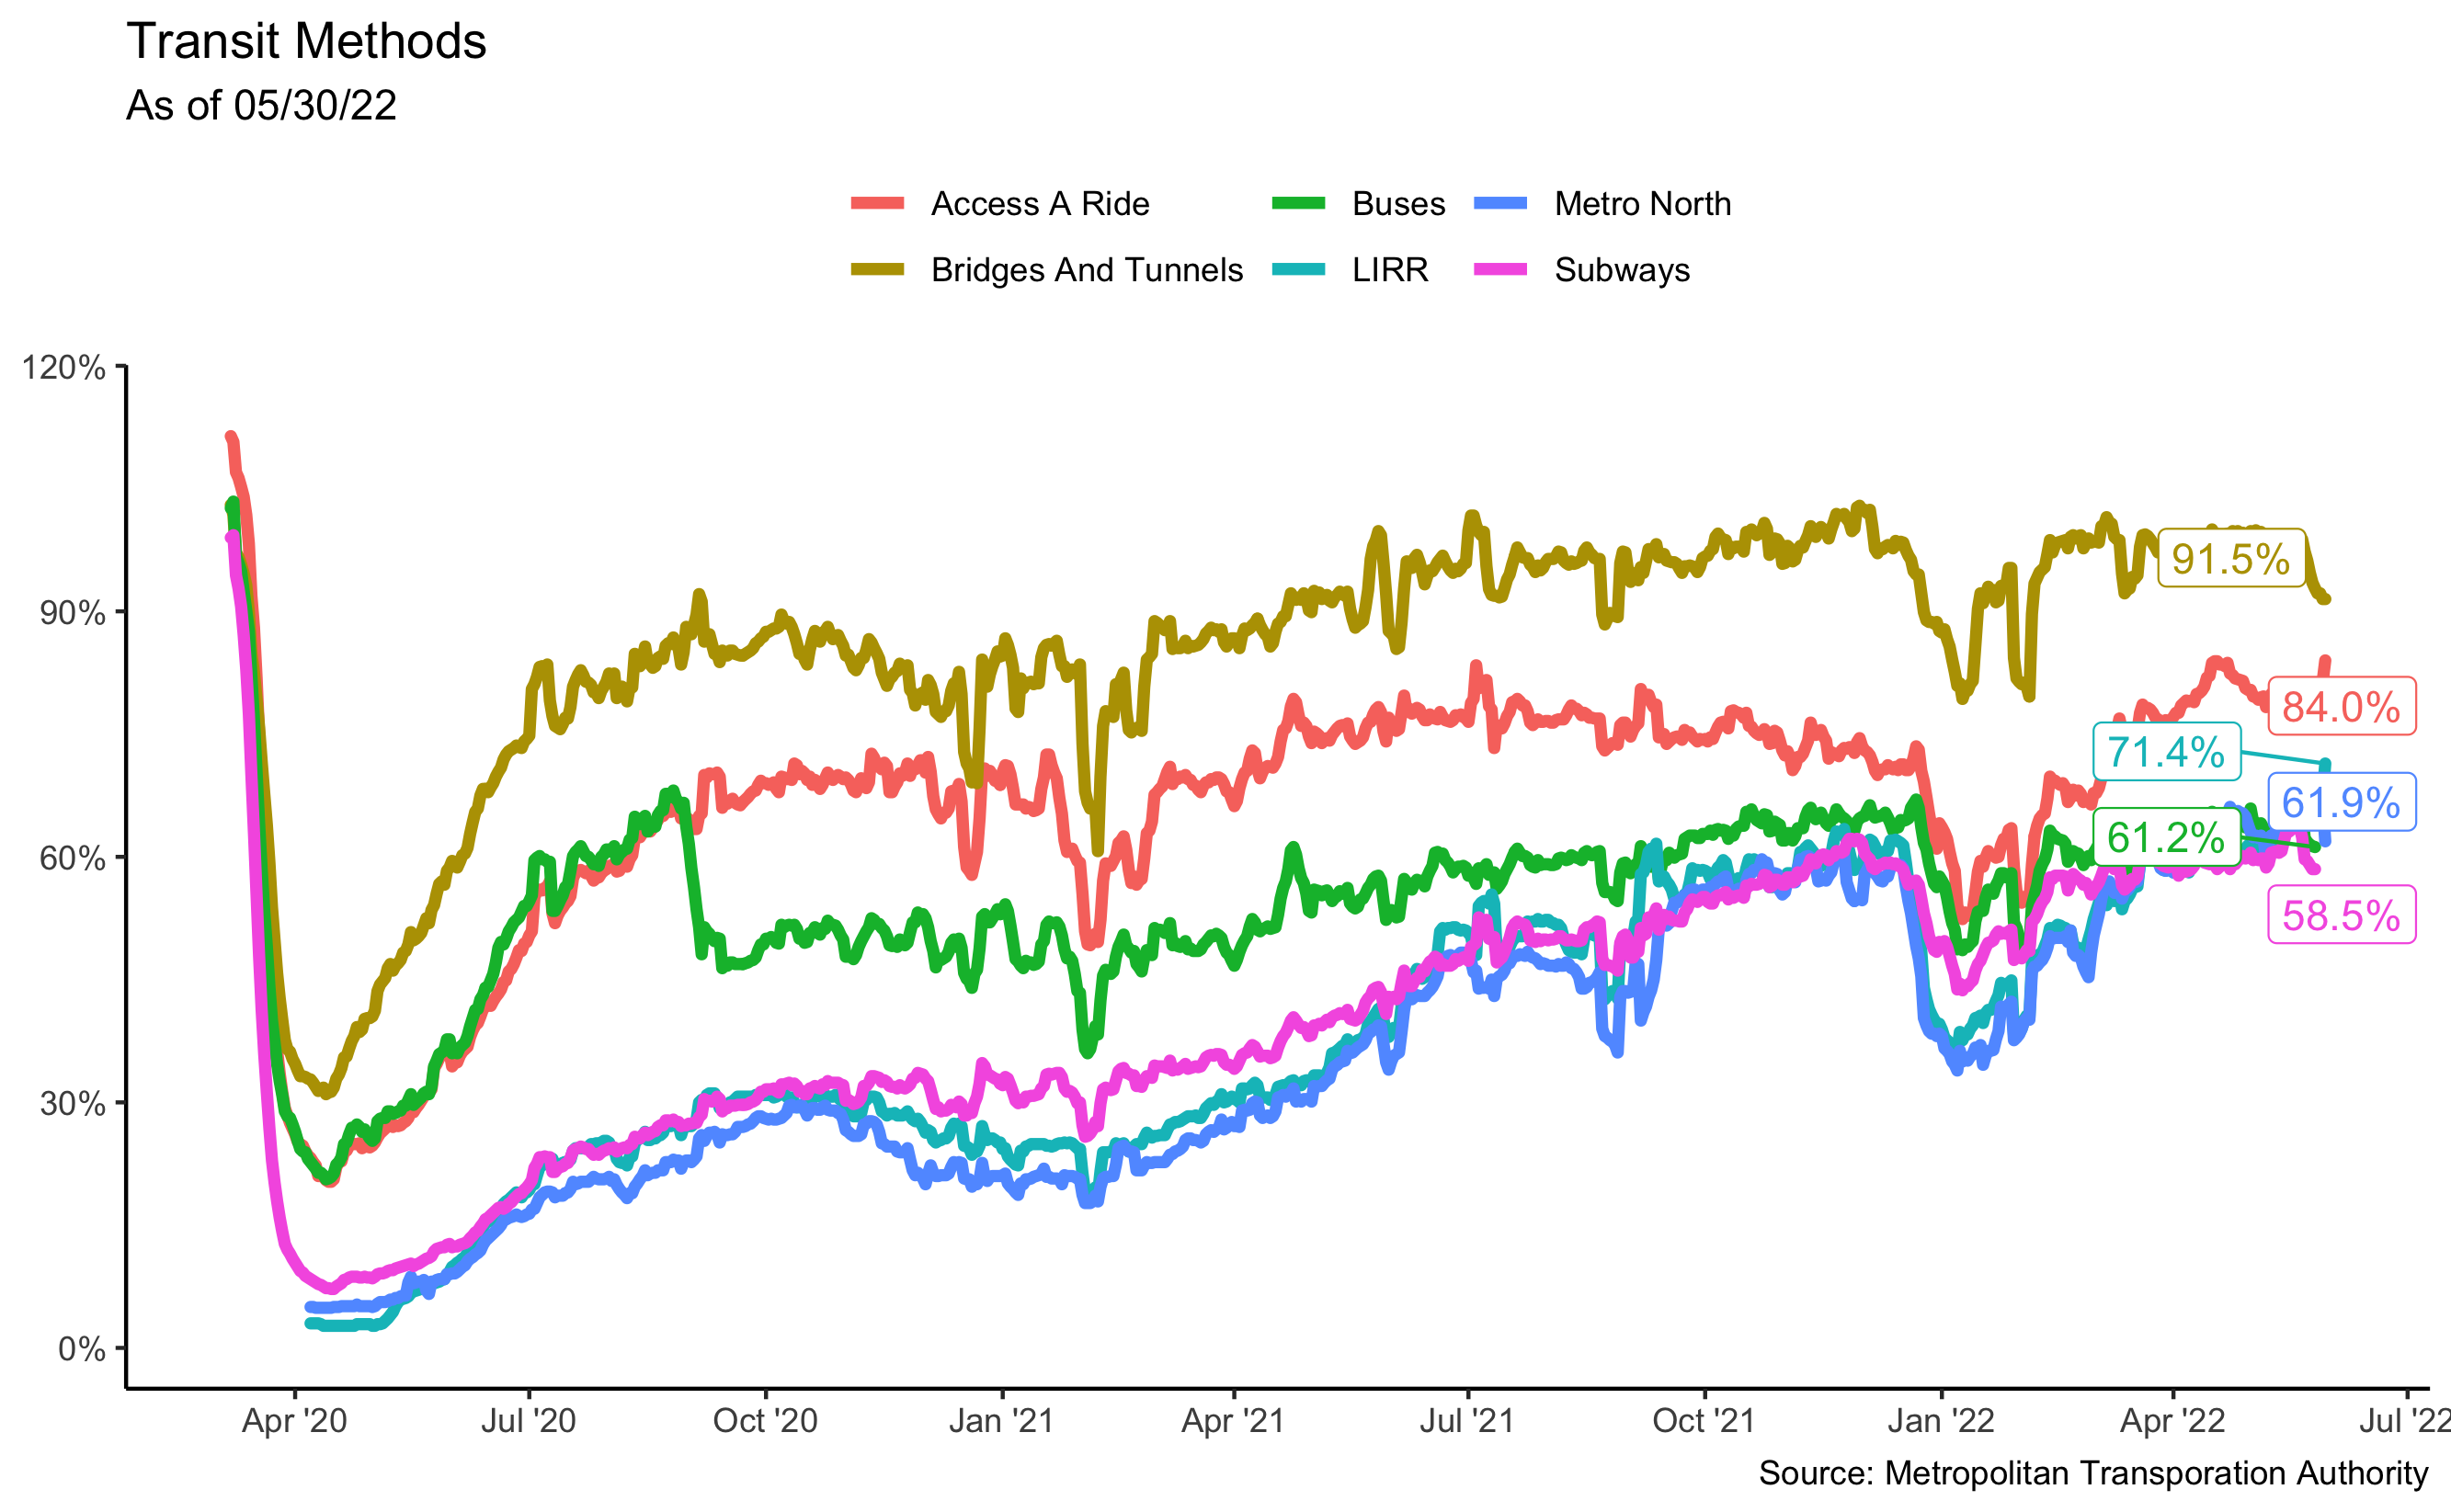 Transit Methods
As of 05/30/22
Access A Ride
Buses
Metro North
Bridges And Tunnels
LIRR
Subways
120%
90%
60%
30%
0%
91.5%
84.0%
71.4%
61.9%
61.2%
58.5%
Apr '20
Jul '20
Oct '20
Jan '21
Apr '21
Jul '21
Oct '21
Jan '22
Apr '22
Jul '22
Source: Metropolitan Transporation Authority